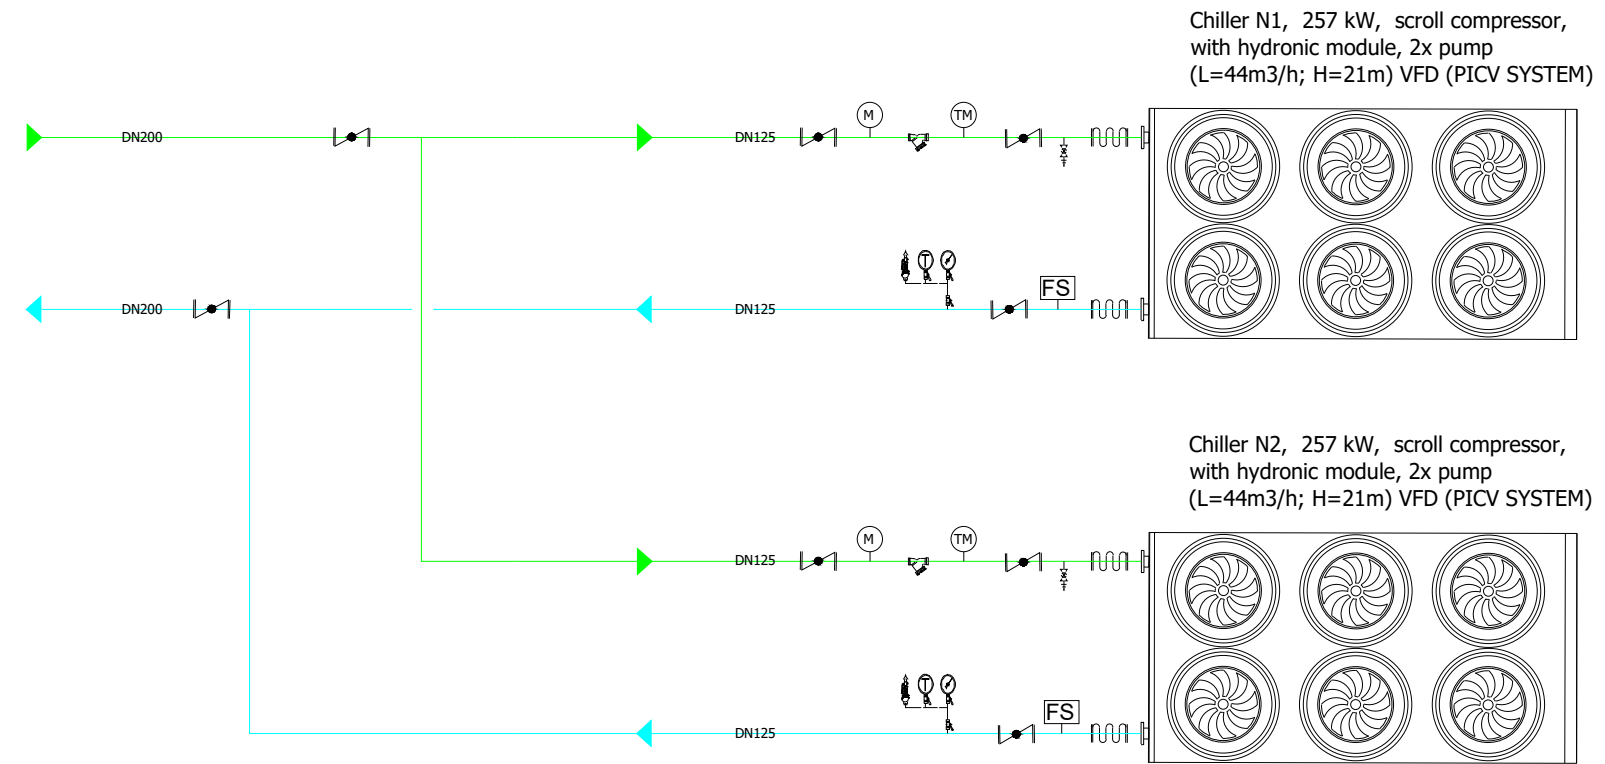 Chiller N1, 257 kW, scroll compressor,
with hydronic module, 2x pump
(L=44m3/h; H=21m) VFD (PICV SYSTEM)
M
TM
DN200
DN125
T
FS
DN200
DN125
Chiller N2, 257 kW, scroll compressor,
with hydronic module, 2x pump
(L=44m3/h; H=21m) VFD (PICV SYSTEM)
M
TM
DN125
T
FS
DN125